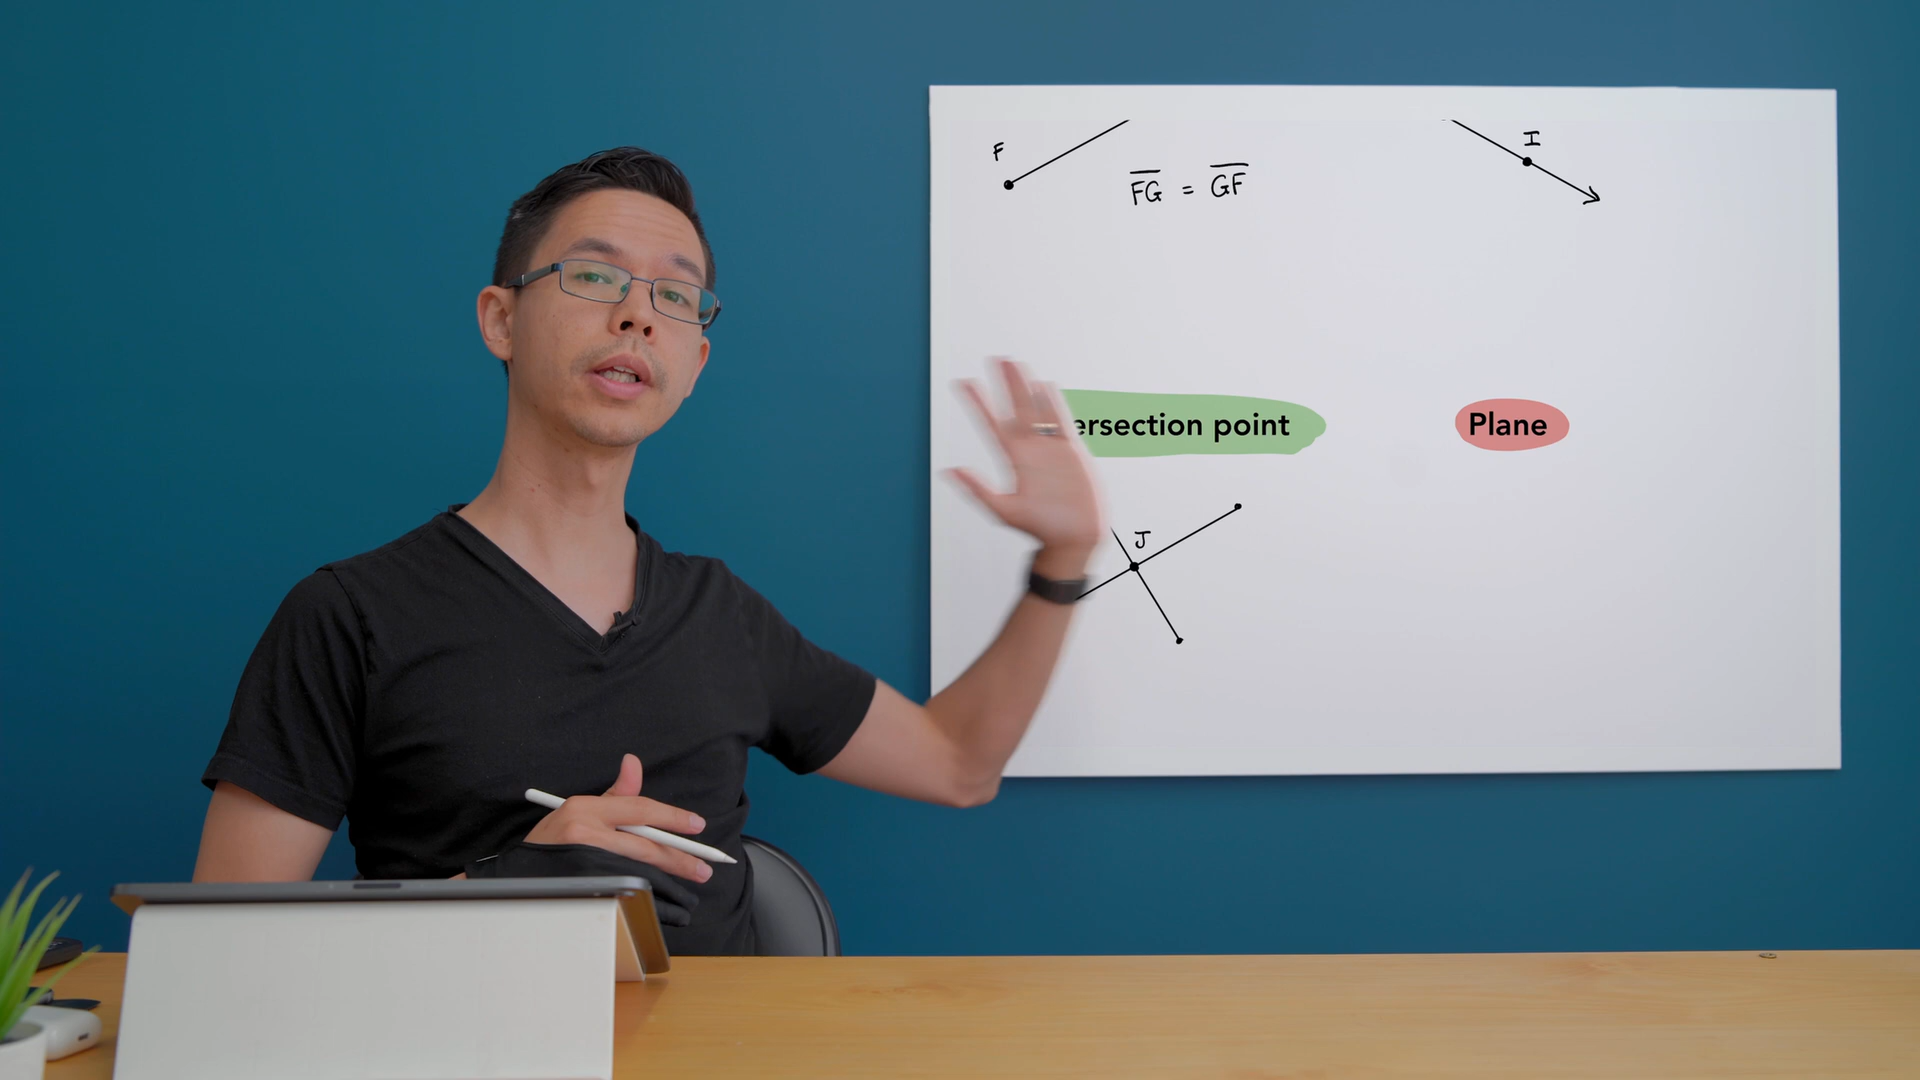 F
I
FG = GF
ersection point
Plane
J